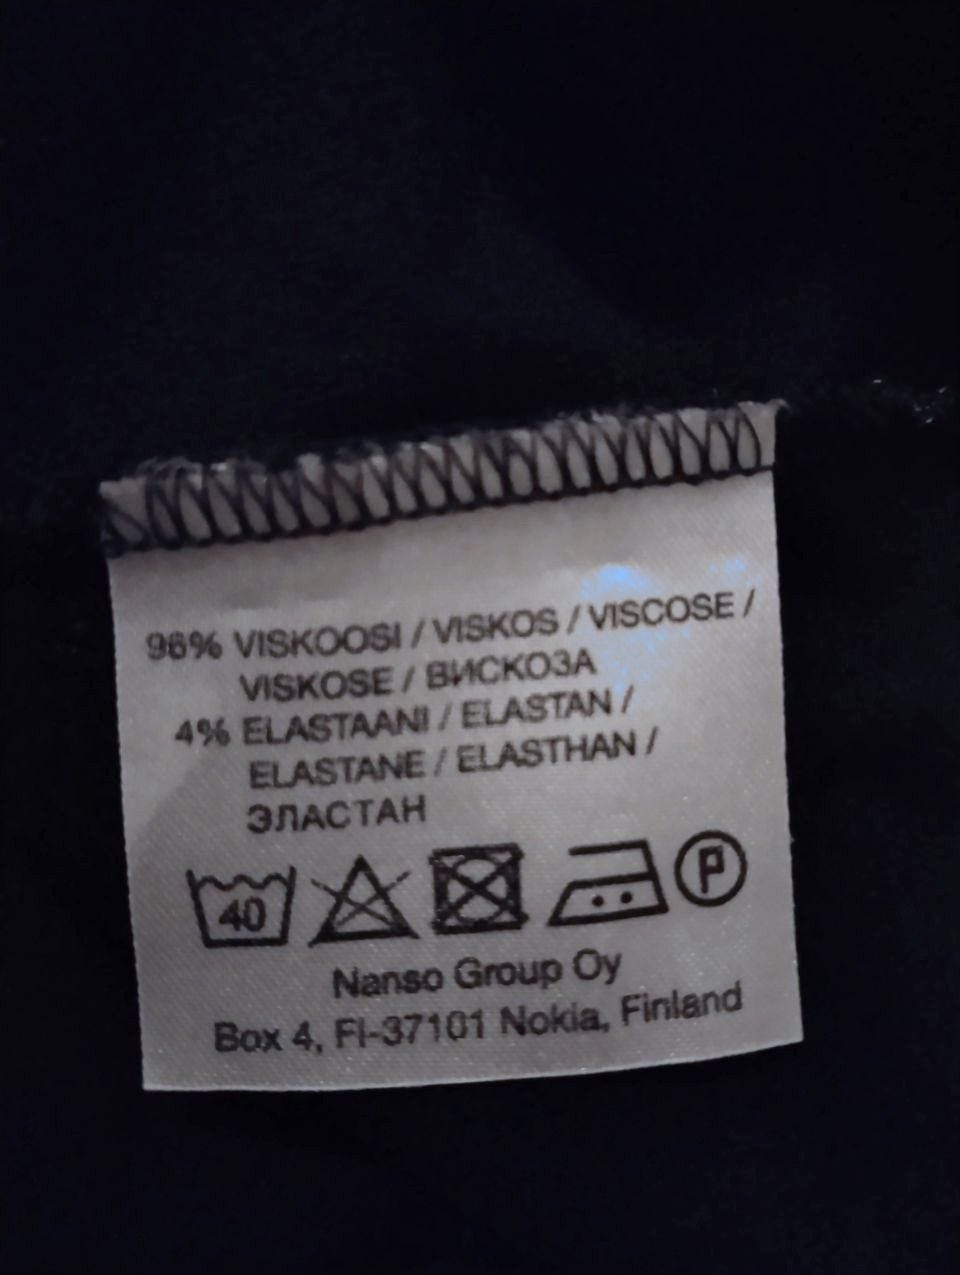 96% VISKOOSI / VISKOS / VISCOSE /
VISKOSE / ВИСКОЗА
4% ELASTAANI / ELASTAN /
ELASTANE / ELASTHAN /
ЭЛАСТАН
40 P
Nanso Group Oy
Box 4, FI-37101 Nokia, Finland